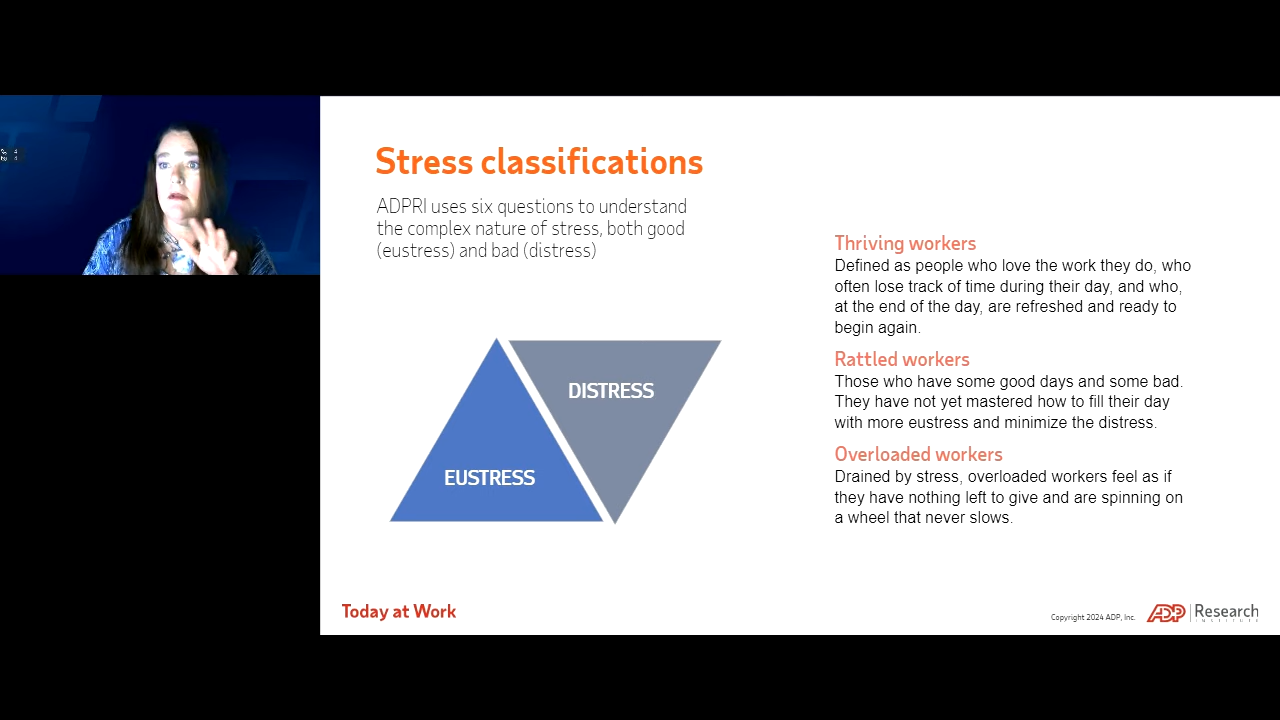 Stress classifications
ADPRI uses six questions to understand
the complex nature of stress, both good
(eustress) and bad (distress)
DISTRESS
EUSTRESS
Thriving workers
Defined as people who love the work they do, who
often lose track of time during their day, and who,
at the end of the day, are refreshed and ready to
begin again.
Rattled workers
Those who have some good days and some bad.
They have not yet mastered how to fill their day
with more eustress and minimize the distress.
Overloaded workers
Drained by stress, overloaded workers feel as if
they have nothing left to give and are spinning on
a wheel that never slows.
Today at Work
Copyright 2024 ADP, Inc.
ADP
Research
INSTITUTE